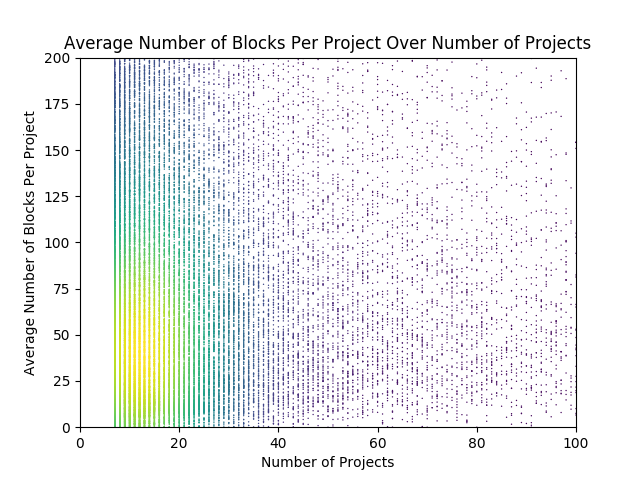 Average Number of Blocks Per Project Over Number of Projects
200
175
150
125
100
75
50
25
0
Average Number of Blocks Per Project
0 20 40 60 80 100
Number of Projects